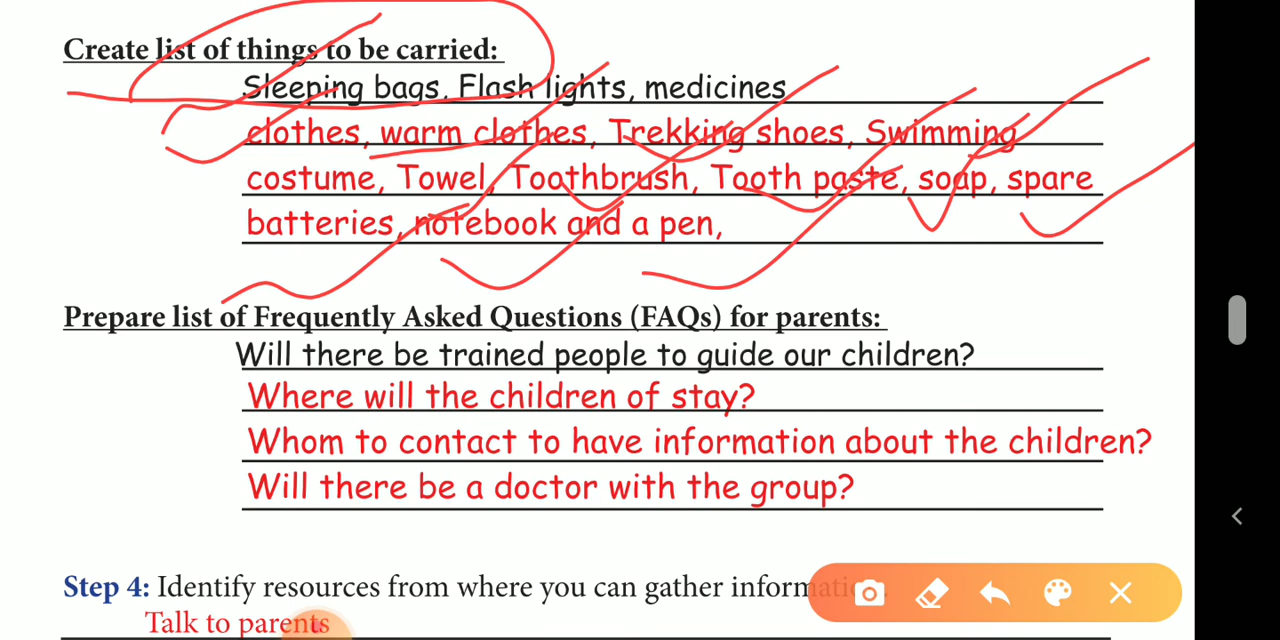 Create list of things to be carried:
Sleeping bags, Flash lights, medicines
clothes, warm clothes, Trekking shoes, Swimming
costume, Towel, Toothbrush, Tooth paste, soap, spare
batteries, notebook and a pen,
Prepare list of Frequently Asked Questions (FAQs) for parents:
Will there be trained people to guide our children?
Where will the children of stay?
Whom to contact to have information about the children?
Will there be a doctor with the group?
Step 4: Identify resources from where you can gather information.
Talk to parents